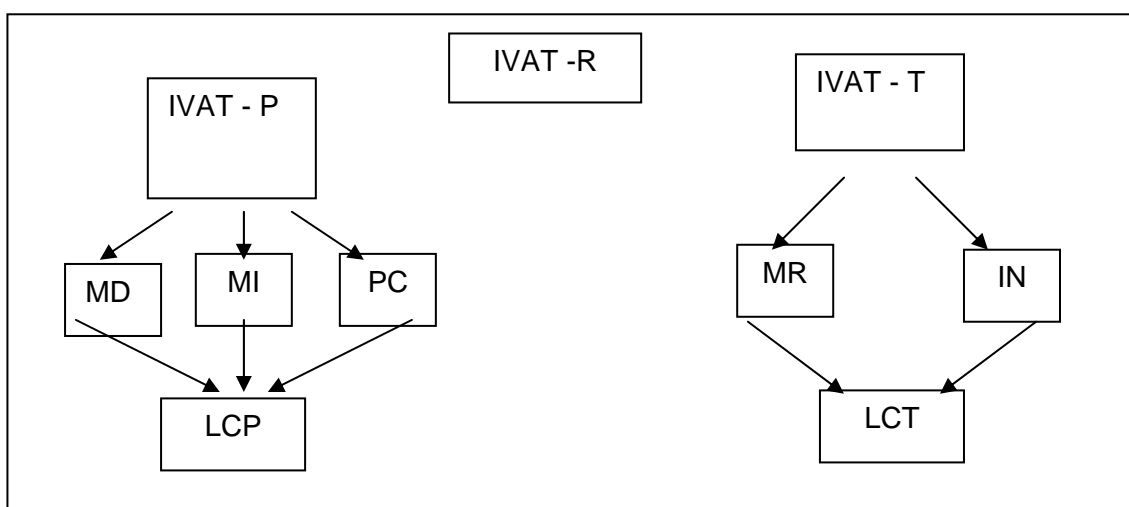 IVAT -R
IVAT - P
IVAT - T
MD
MI
PC
MR
IN
LCP
LCT